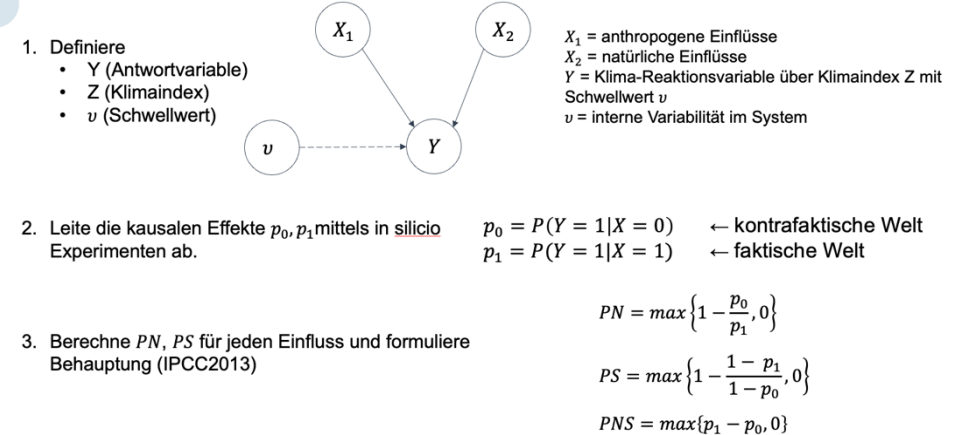 1. Definiere
• Y (Antwortvariable)
• Z (Klimaindex)
• υ (Schwellwert)
X₁
X₂
υ
Y
X₁ = anthropogene Einflüsse
X₂ = natürliche Einflüsse
Y = Klima-Reaktionsvariable über Klimaindex Z mit
Schwellwert υ
υ = interne Variabilität im System
2. Leite die kausalen Effekte p₀, p₁ mittels in silicio
Experimenten ab.
p₀ = P(Y = 1|X = 0) ← kontrafaktische Welt
p₁ = P(Y = 1|X = 1) ← faktische Welt
3. Berechne PN, PS für jeden Einfluss und formuliere
Behauptung (IPCC2013)
PN = max{1 − p₀/p₁, 0}
PS = max{1 − (1 − p₁)/(1 − p₀), 0}
PNS = max{p₁ − p₀, 0}